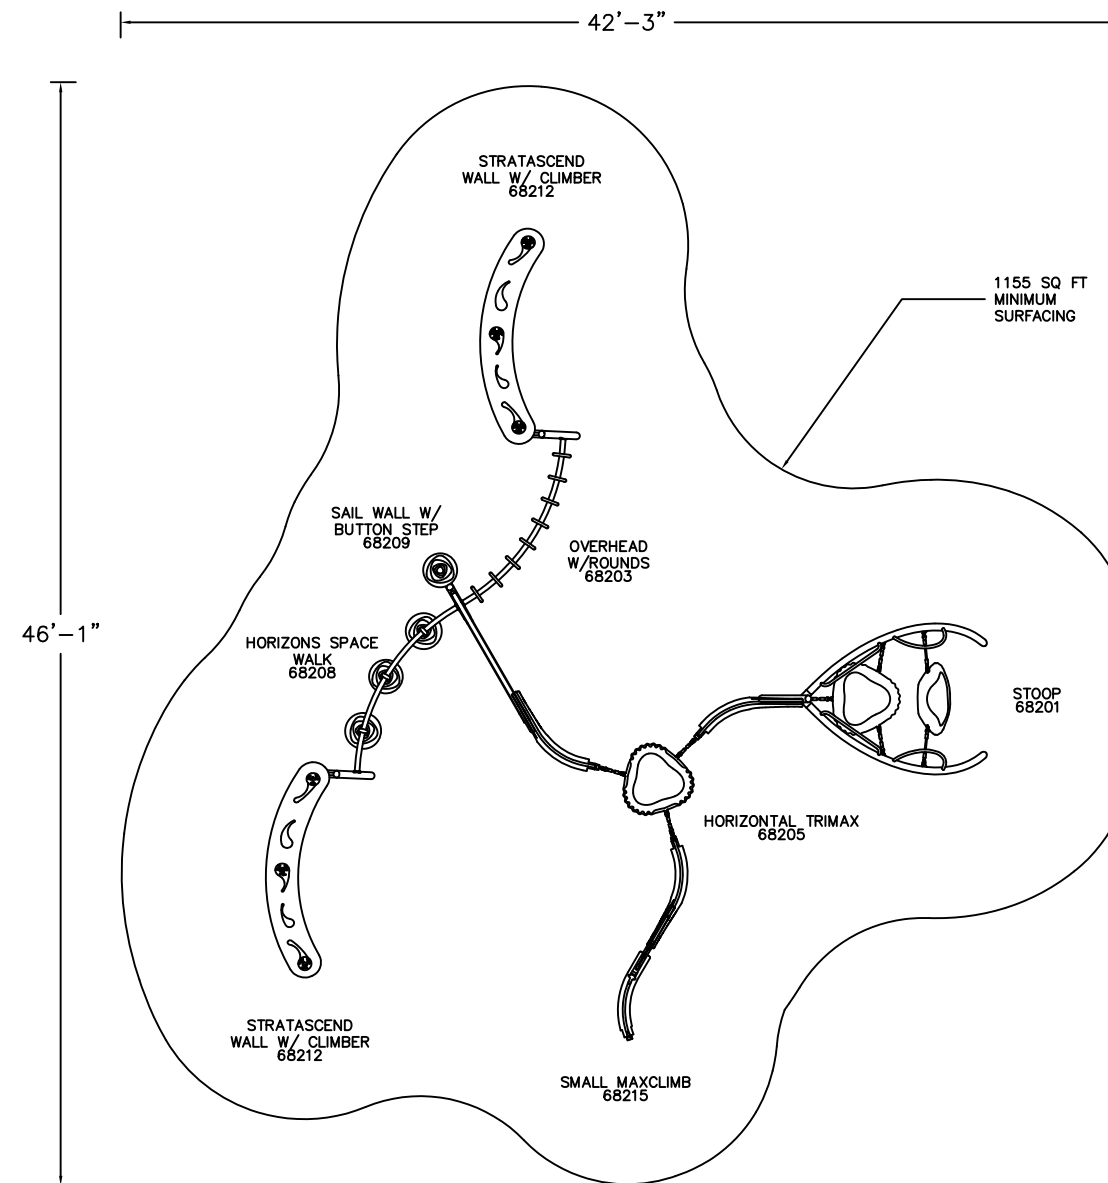 42'-3"
STRATASCEND
WALL W/ CLIMBER
68212
1155 SQ FT
MINIMUM
SURFACING
SAIL WALL W/
BUTTON STEP
68209
OVERHEAD
W/ROUNDS
68203
46'-1"
HORIZONS SPACE
WALK
68208
STOOP
68201
HORIZONTAL TRIMAX
68205
STRATASCEND
WALL W/ CLIMBER
68212
SMALL MAXCLIMB
68215